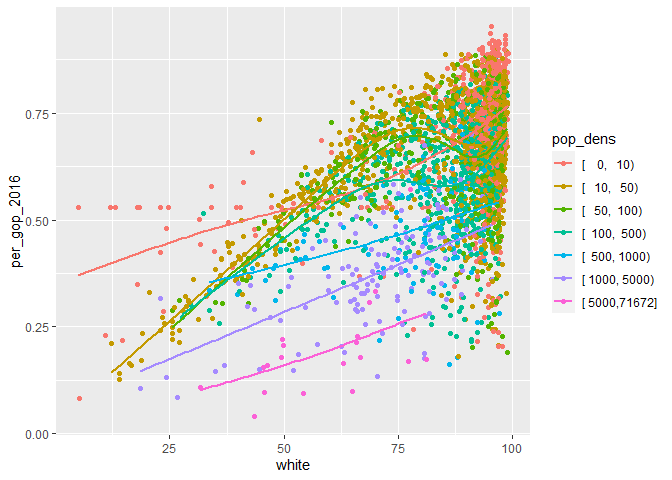 0.75
0.50
0.25
0.00
per_gop_2016
25
50
75
100
white
pop_dens
[   0,   10)
[  10,   50)
[  50,  100)
[ 100,  500)
[ 500, 1000)
[ 1000, 5000)
[ 5000,71672]